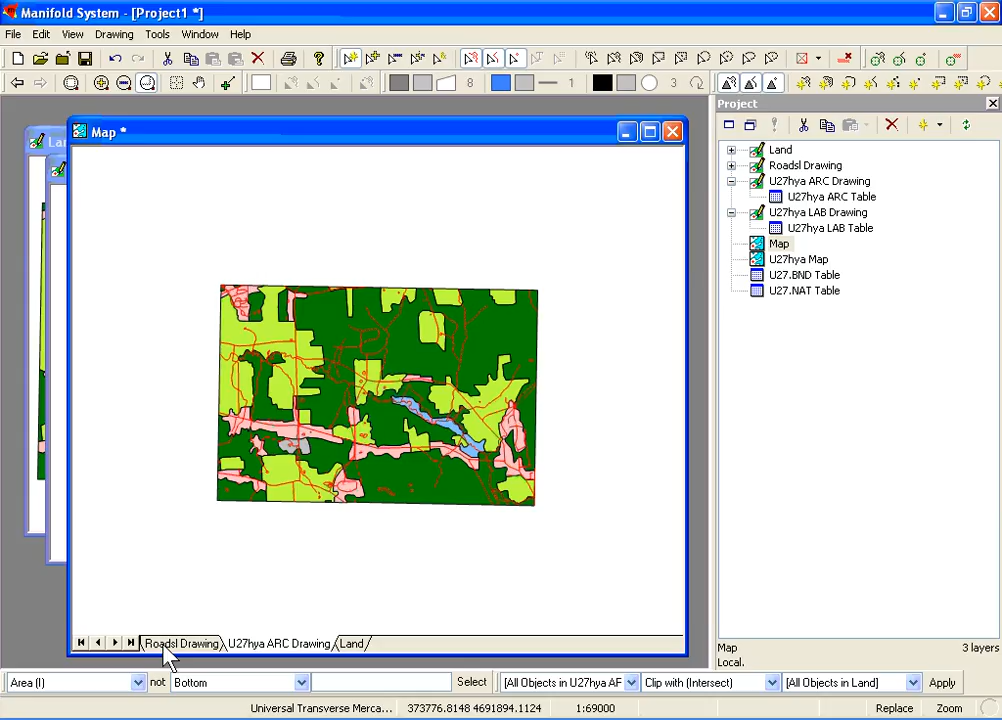 Manifold System - [Project1 *]
File Edit View Drawing Tools Window Help
8 1 3
Project
Map *
Land
Roadsl Drawing
U27hya ARC Drawing
U27hya ARC Table
U27hya LAB Drawing
U27hya LAB Table
Map
U27hya Map
U27.BND Table
U27.NAT Table
Roadsl Drawing U27hya ARC Drawing Land
Map 3 layers
Local.
Area (I) not Bottom Select [All Objects in U27hya AF Clip with (Intersect) [All Objects in Land] Apply
Universal Transverse Merca... 373776.8148 4691894.1124 1:69000 Replace Zoom